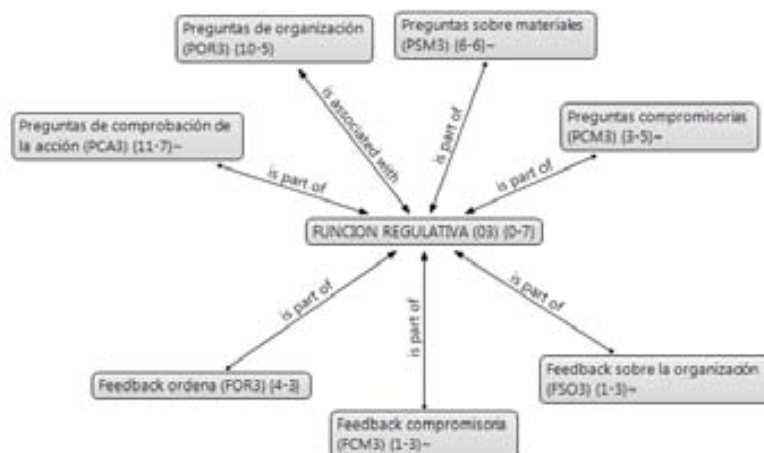 Preguntas de organización
(POR3) (10-5)
Preguntas sobre materiales
(PSM3) (6-6)~
Preguntas de comprobación de
la acción (PCA3) (11-7)~
Preguntas compromisorias
(PCM3) (3-5)~
is associated with
is part of
is part of
is part of
FUNCION REGULATIVA (03) (0-7)
is part of
is part of
is part of
Feedback ordena (FOR3) (4-3)
Feedback compromisoria
(FCM3) (1-3)~
Feedback sobre la organización
(FSO3) (1-3)~